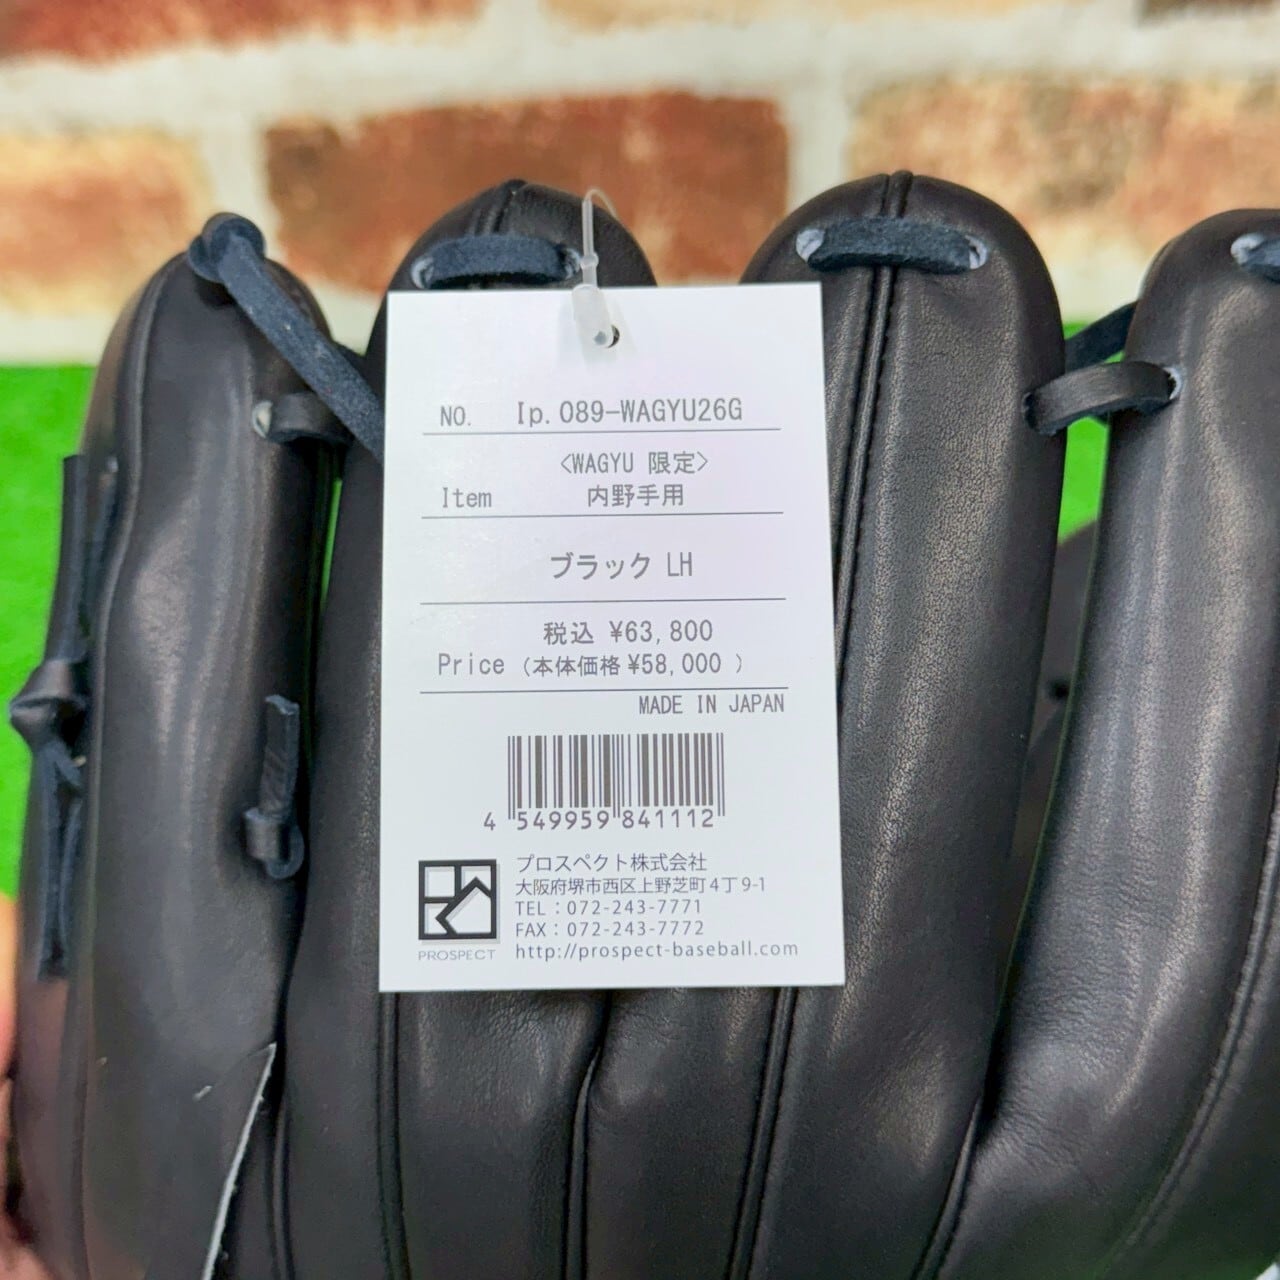 NO. Ip.089-WAGYU26G
<WAGYU 限定>
Item 内野手用
ブラック LH
税込 ¥63,800
Price (本体価格 ¥58,000 )
MADE IN JAPAN
4 549959 841112
プロスペクト株式会社
大阪府堺市西区上野芝町4丁9-1
TEL：072-243-7771
FAX：072-243-7772
PROSPECT http://prospect-baseball.com